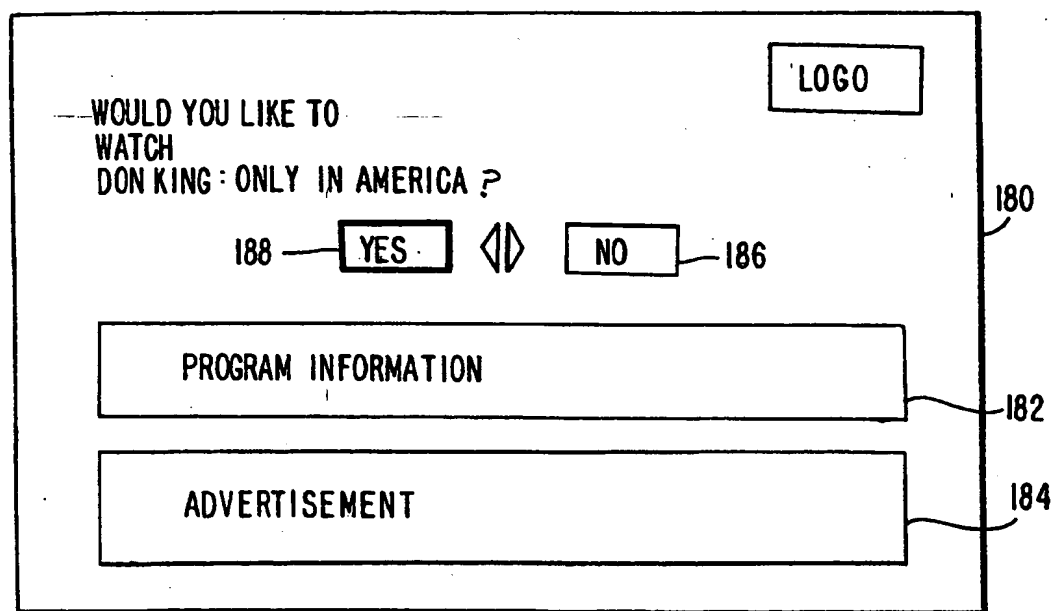 LOGO
WOULD YOU LIKE TO
WATCH
DON KING: ONLY IN AMERICA ?
180
188 YES NO 186
PROGRAM INFORMATION
182
ADVERTISEMENT
184